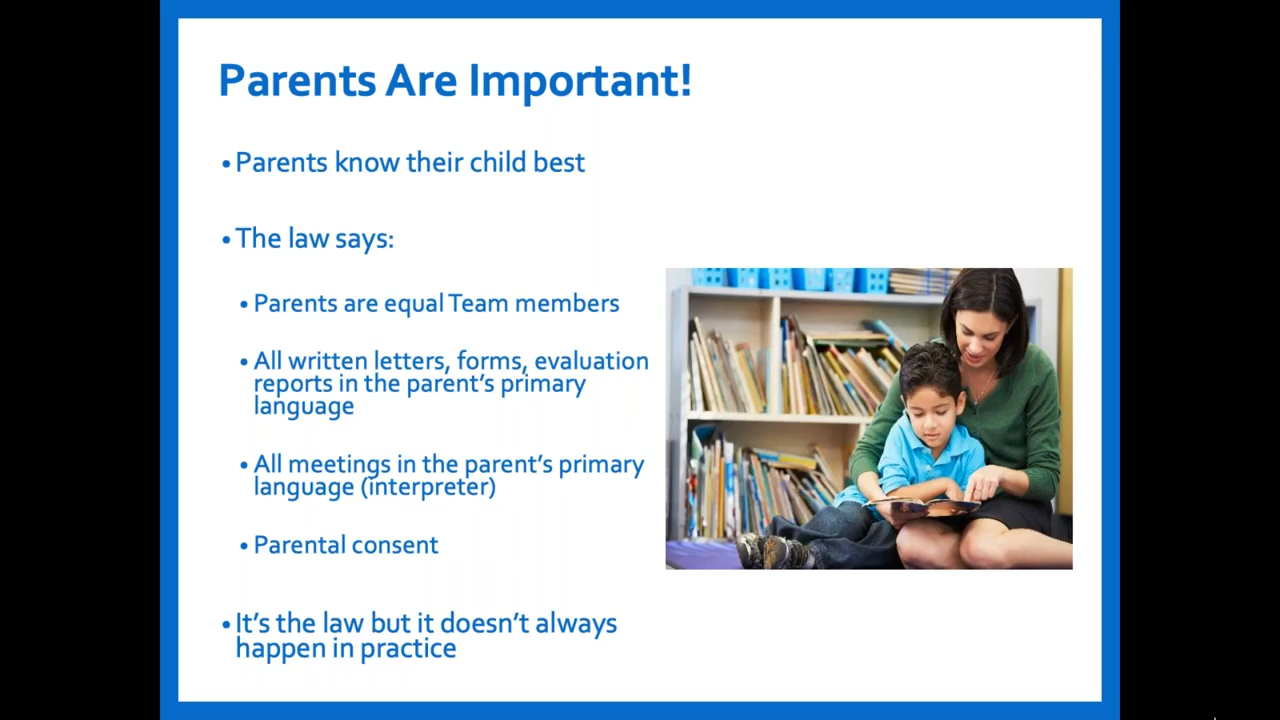 Parents Are Important!
• Parents know their child best
• The law says:
• Parents are equal Team members
• All written letters, forms, evaluation
reports in the parent's primary
language
• All meetings in the parent's primary
language (interpreter)
• Parental consent
• It's the law but it doesn't always
happen in practice